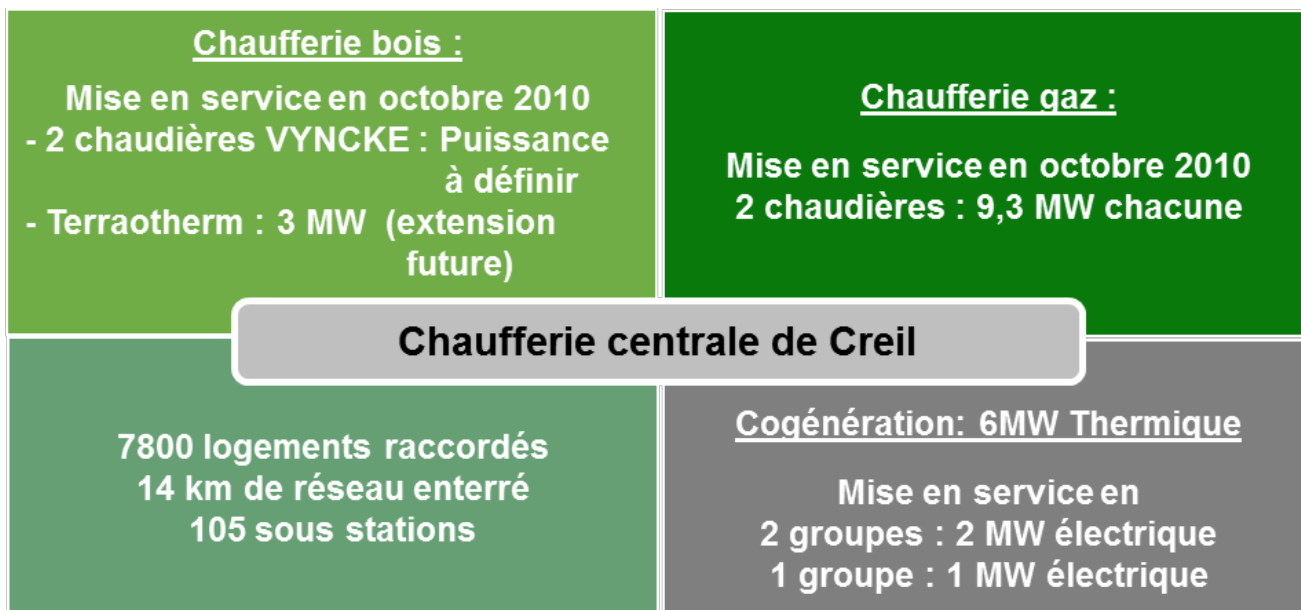 Chaufferie bois :
Mise en service en octobre 2010
- 2 chaudières VYNCKE : Puissance
à définir
- Terraotherm : 3 MW (extension
future)
Chaufferie gaz :
Mise en service en octobre 2010
2 chaudières : 9,3 MW chacune
Chaufferie centrale de Creil
7800 logements raccordés
14 km de réseau enterré
105 sous stations
Cogénération: 6MW Thermique
Mise en service en
2 groupes : 2 MW électrique
1 groupe : 1 MW électrique